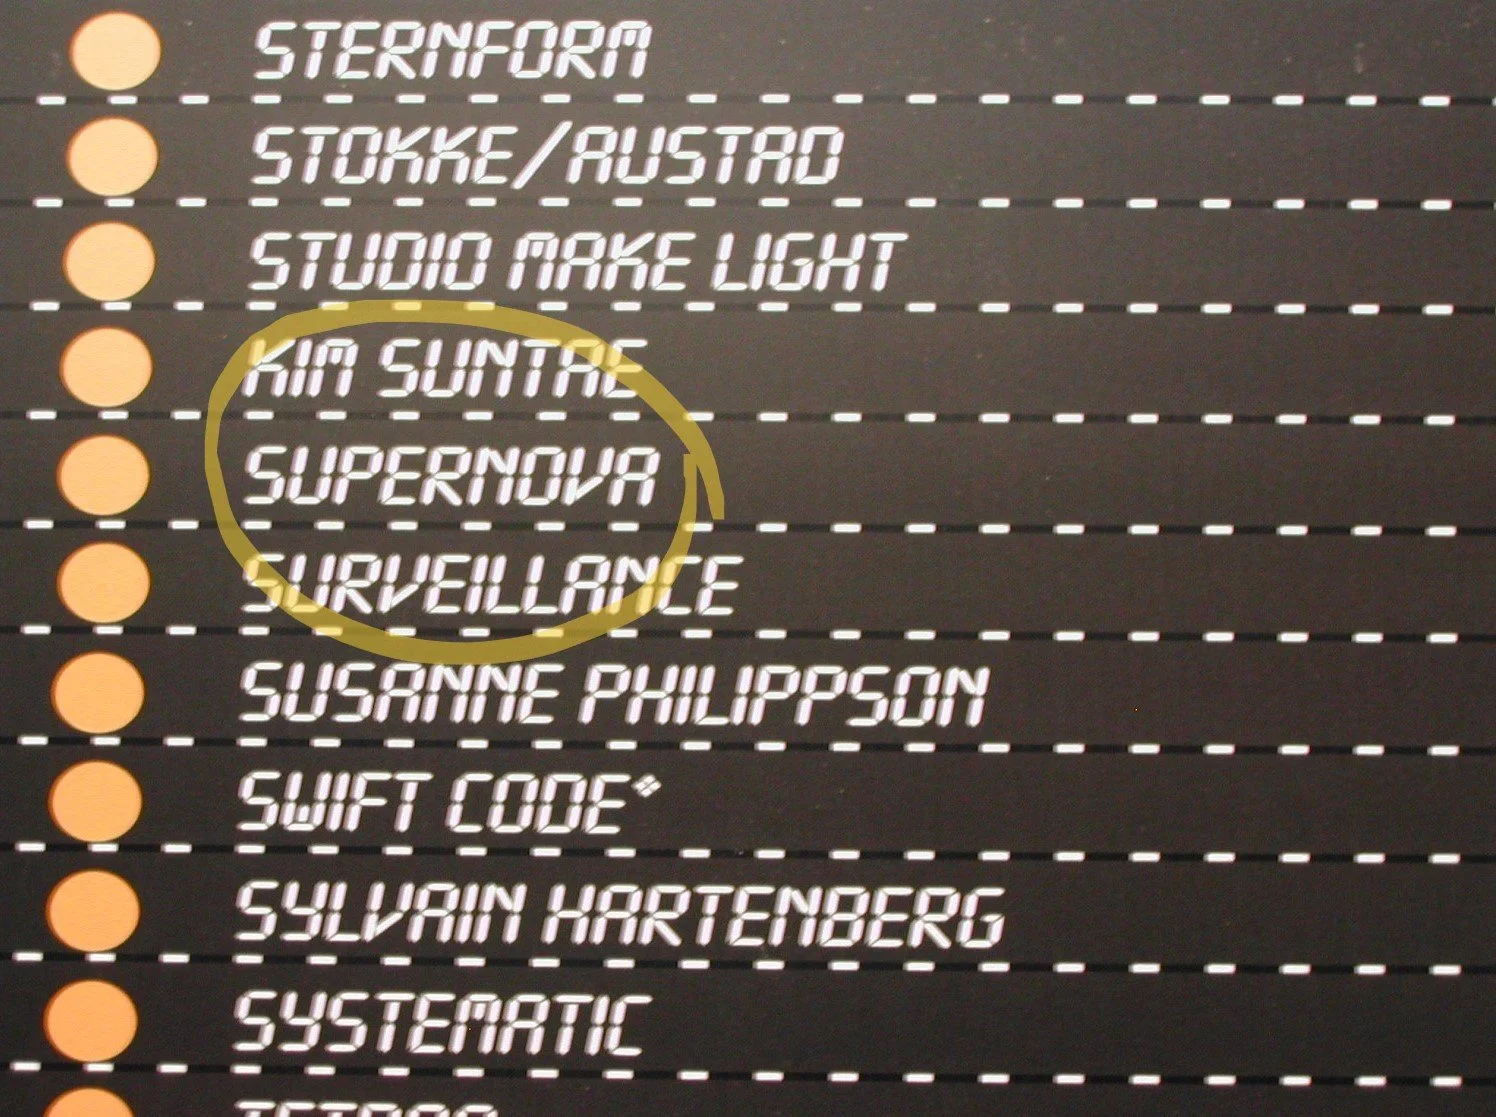 STERNFORM
STOKKE/AUSTAD
STUDIO MAKE LIGHT
KIM SUNTAE
SUPERNOVA
SURVEILLANCE
SUSANNE PHILIPPSON
SWIFT CODE*
SYLVAIN HARTENBERG
SYSTEMATIC